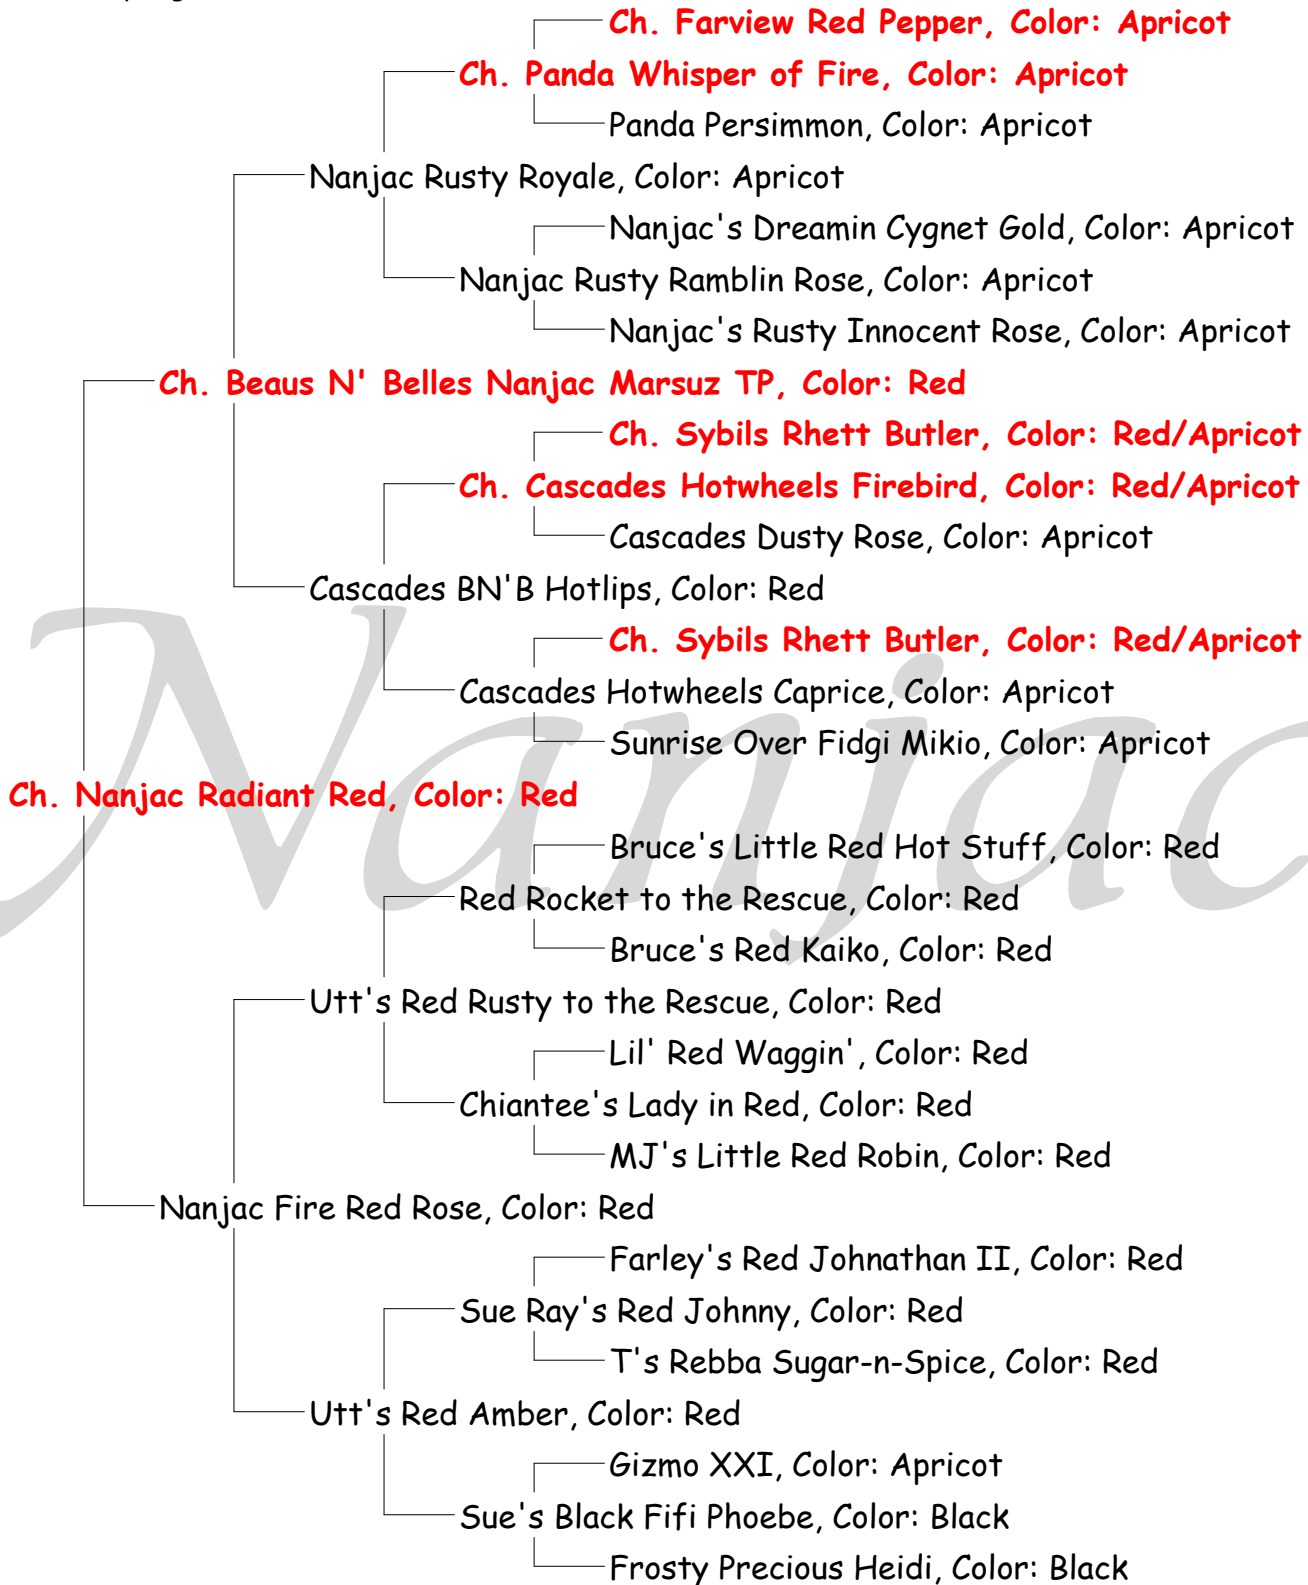 Ch. Farview Red Pepper, Color: Apricot
Ch. Panda Whisper of Fire, Color: Apricot
Panda Persimmon, Color: Apricot
Nanjac Rusty Royale, Color: Apricot
Nanjac's Dreamin Cygnet Gold, Color: Apricot
Nanjac Rusty Ramblin Rose, Color: Apricot
Nanjac's Rusty Innocent Rose, Color: Apricot
Ch. Beaus N' Belles Nanjac Marsuz TP, Color: Red
Ch. Sybils Rhett Butler, Color: Red/Apricot
Ch. Cascades Hotwheels Firebird, Color: Red/Apricot
Cascades Dusty Rose, Color: Apricot
Cascades BN'B Hotlips, Color: Red
Ch. Sybils Rhett Butler, Color: Red/Apricot
Cascades Hotwheels Caprice, Color: Apricot
Sunrise Over Fidgi Mikio, Color: Apricot
Nanjac
Ch. Nanjac Radiant Red, Color: Red
Bruce's Little Red Hot Stuff, Color: Red
Red Rocket to the Rescue, Color: Red
Bruce's Red Kaiko, Color: Red
Utt's Red Rusty to the Rescue, Color: Red
Lil' Red Waggin', Color: Red
Chiantee's Lady in Red, Color: Red
MJ's Little Red Robin, Color: Red
Nanjac Fire Red Rose, Color: Red
Farley's Red Johnathan II, Color: Red
Sue Ray's Red Johnny, Color: Red
T's Rebba Sugar-n-Spice, Color: Red
Utt's Red Amber, Color: Red
Gizmo XXI, Color: Apricot
Sue's Black Fifi Phoebe, Color: Black
Frosty Precious Heidi, Color: Black